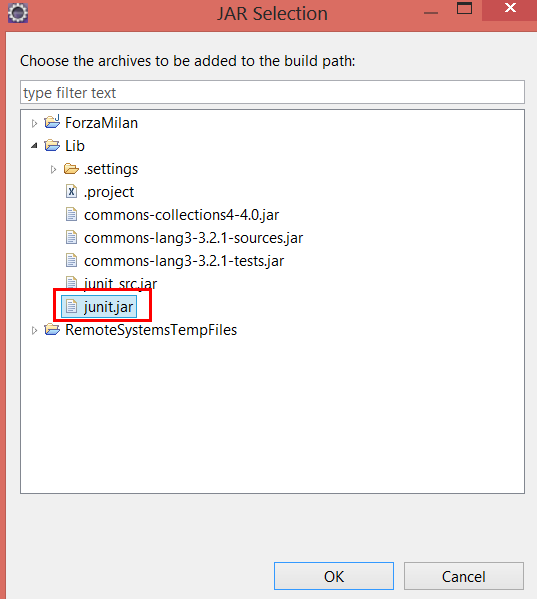 JAR Selection
Choose the archives to be added to the build path:
type filter text
ForzaMilan
Lib
.settings
.project
commons-collections4-4.0.jar
commons-lang3-3.2.1-sources.jar
commons-lang3-3.2.1-tests.jar
junit_src.jar
junit.jar
RemoteSystemsTempFiles
OK
Cancel